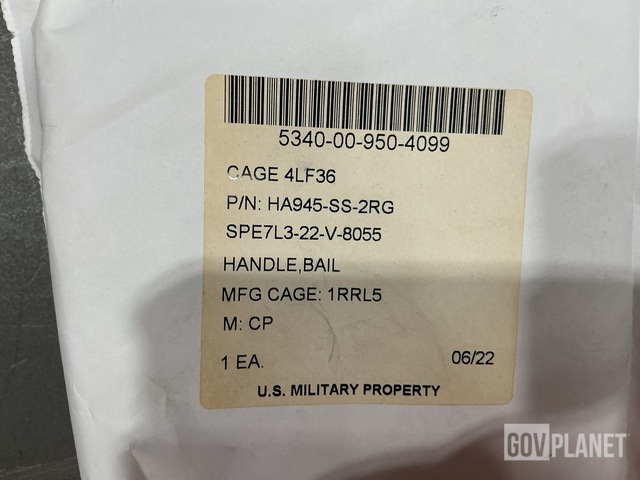 5340-00-950-4099
CAGE 4LF36
P/N: HA945-SS-2RG
SPE7L3-22-V-8055
HANDLE,BAIL
MFG CAGE: 1RRL5
M: CP
1 EA. 06/22
U.S. MILITARY PROPERTY
GOVPLANET